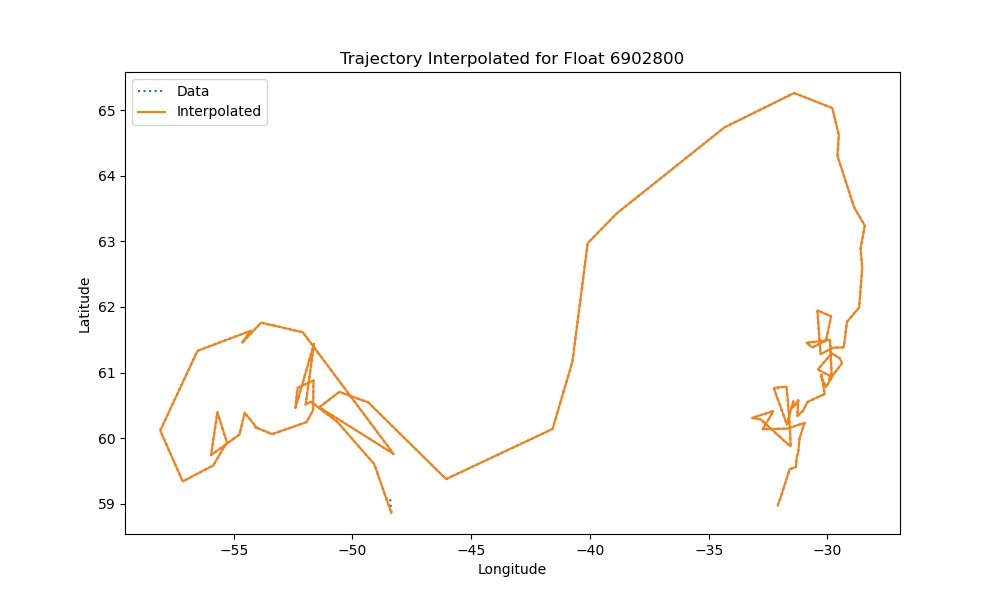 Trajectory Interpolated for Float 6902800
Data
Interpolated
65
64
63
62
61
60
59
Latitude
−55
−50
−45
−40
−35
−30
Longitude